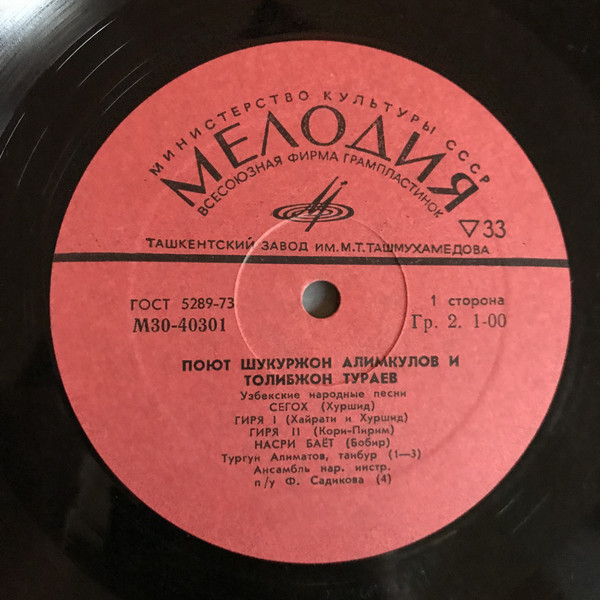 МИНИСТЕРСТВО КУЛЬТУРЫ СССР
МЕЛОДИЯ
ВСЕСОЮЗНАЯ ФИРМА ГРАМПЛАСТИНОК
▽33
ТАШКЕНТСКИЙ ЗАВОД ИМ. М.Т.ТАШМУХАМЕДОВА
ГОСТ 5289-73
1 сторона
М30-40301
Гр. 2. 1-00
ПОЮТ ШУКУРЖОН АЛИМКУЛОВ И
ТОЛИБЖОН ТУРАЕВ
Узбекские народные песни
СЕГОХ (Хуршид)
ГИРЯ I (Хайрати и Хуршид)
ГИРЯ II (Кори-Пирим)
НАСРИ БАЁТ (Бобир)
Тургун Алиматов, танбур (1—3)
Ансамбль нар. инстр.
п/у Ф. Садикова (4)